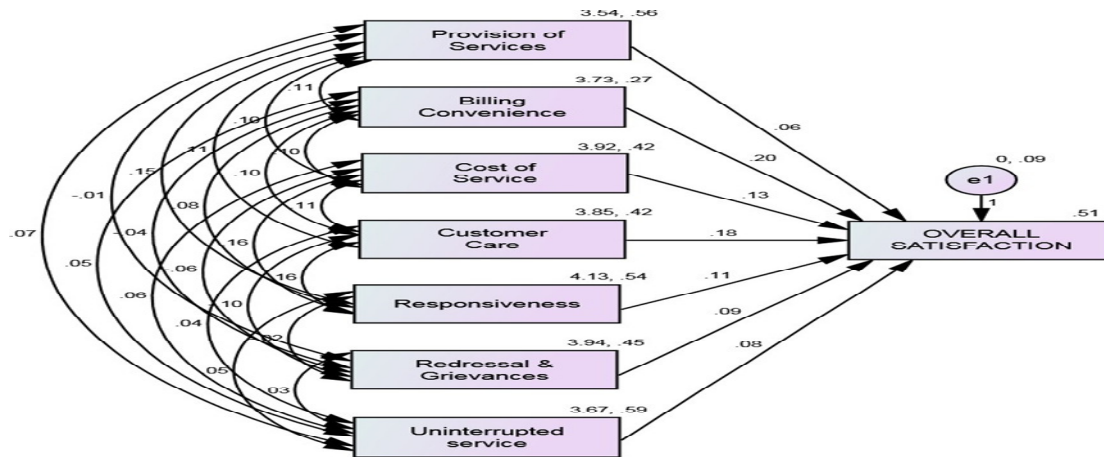 3.54, .56
Provision of
Services
3.73, .27
Billing
Convenience
3.92, .42
Cost of
Service
3.85, .42
Customer
Care
4.13, .54
Responsiveness
3.94, .45
Redressal &
Grievances
3.67, .59
Uninterrupted
service
.06
.20
.13
.18
.11
.09
.08
0, .09
e1
1
.51
OVERALL
SATISFACTION
.11
.10
.10
.11
.15
-.01
.07
.10
.08
.11
.04
.16
.05
.06
.16
.06
.10
.04
.02
.05
.03